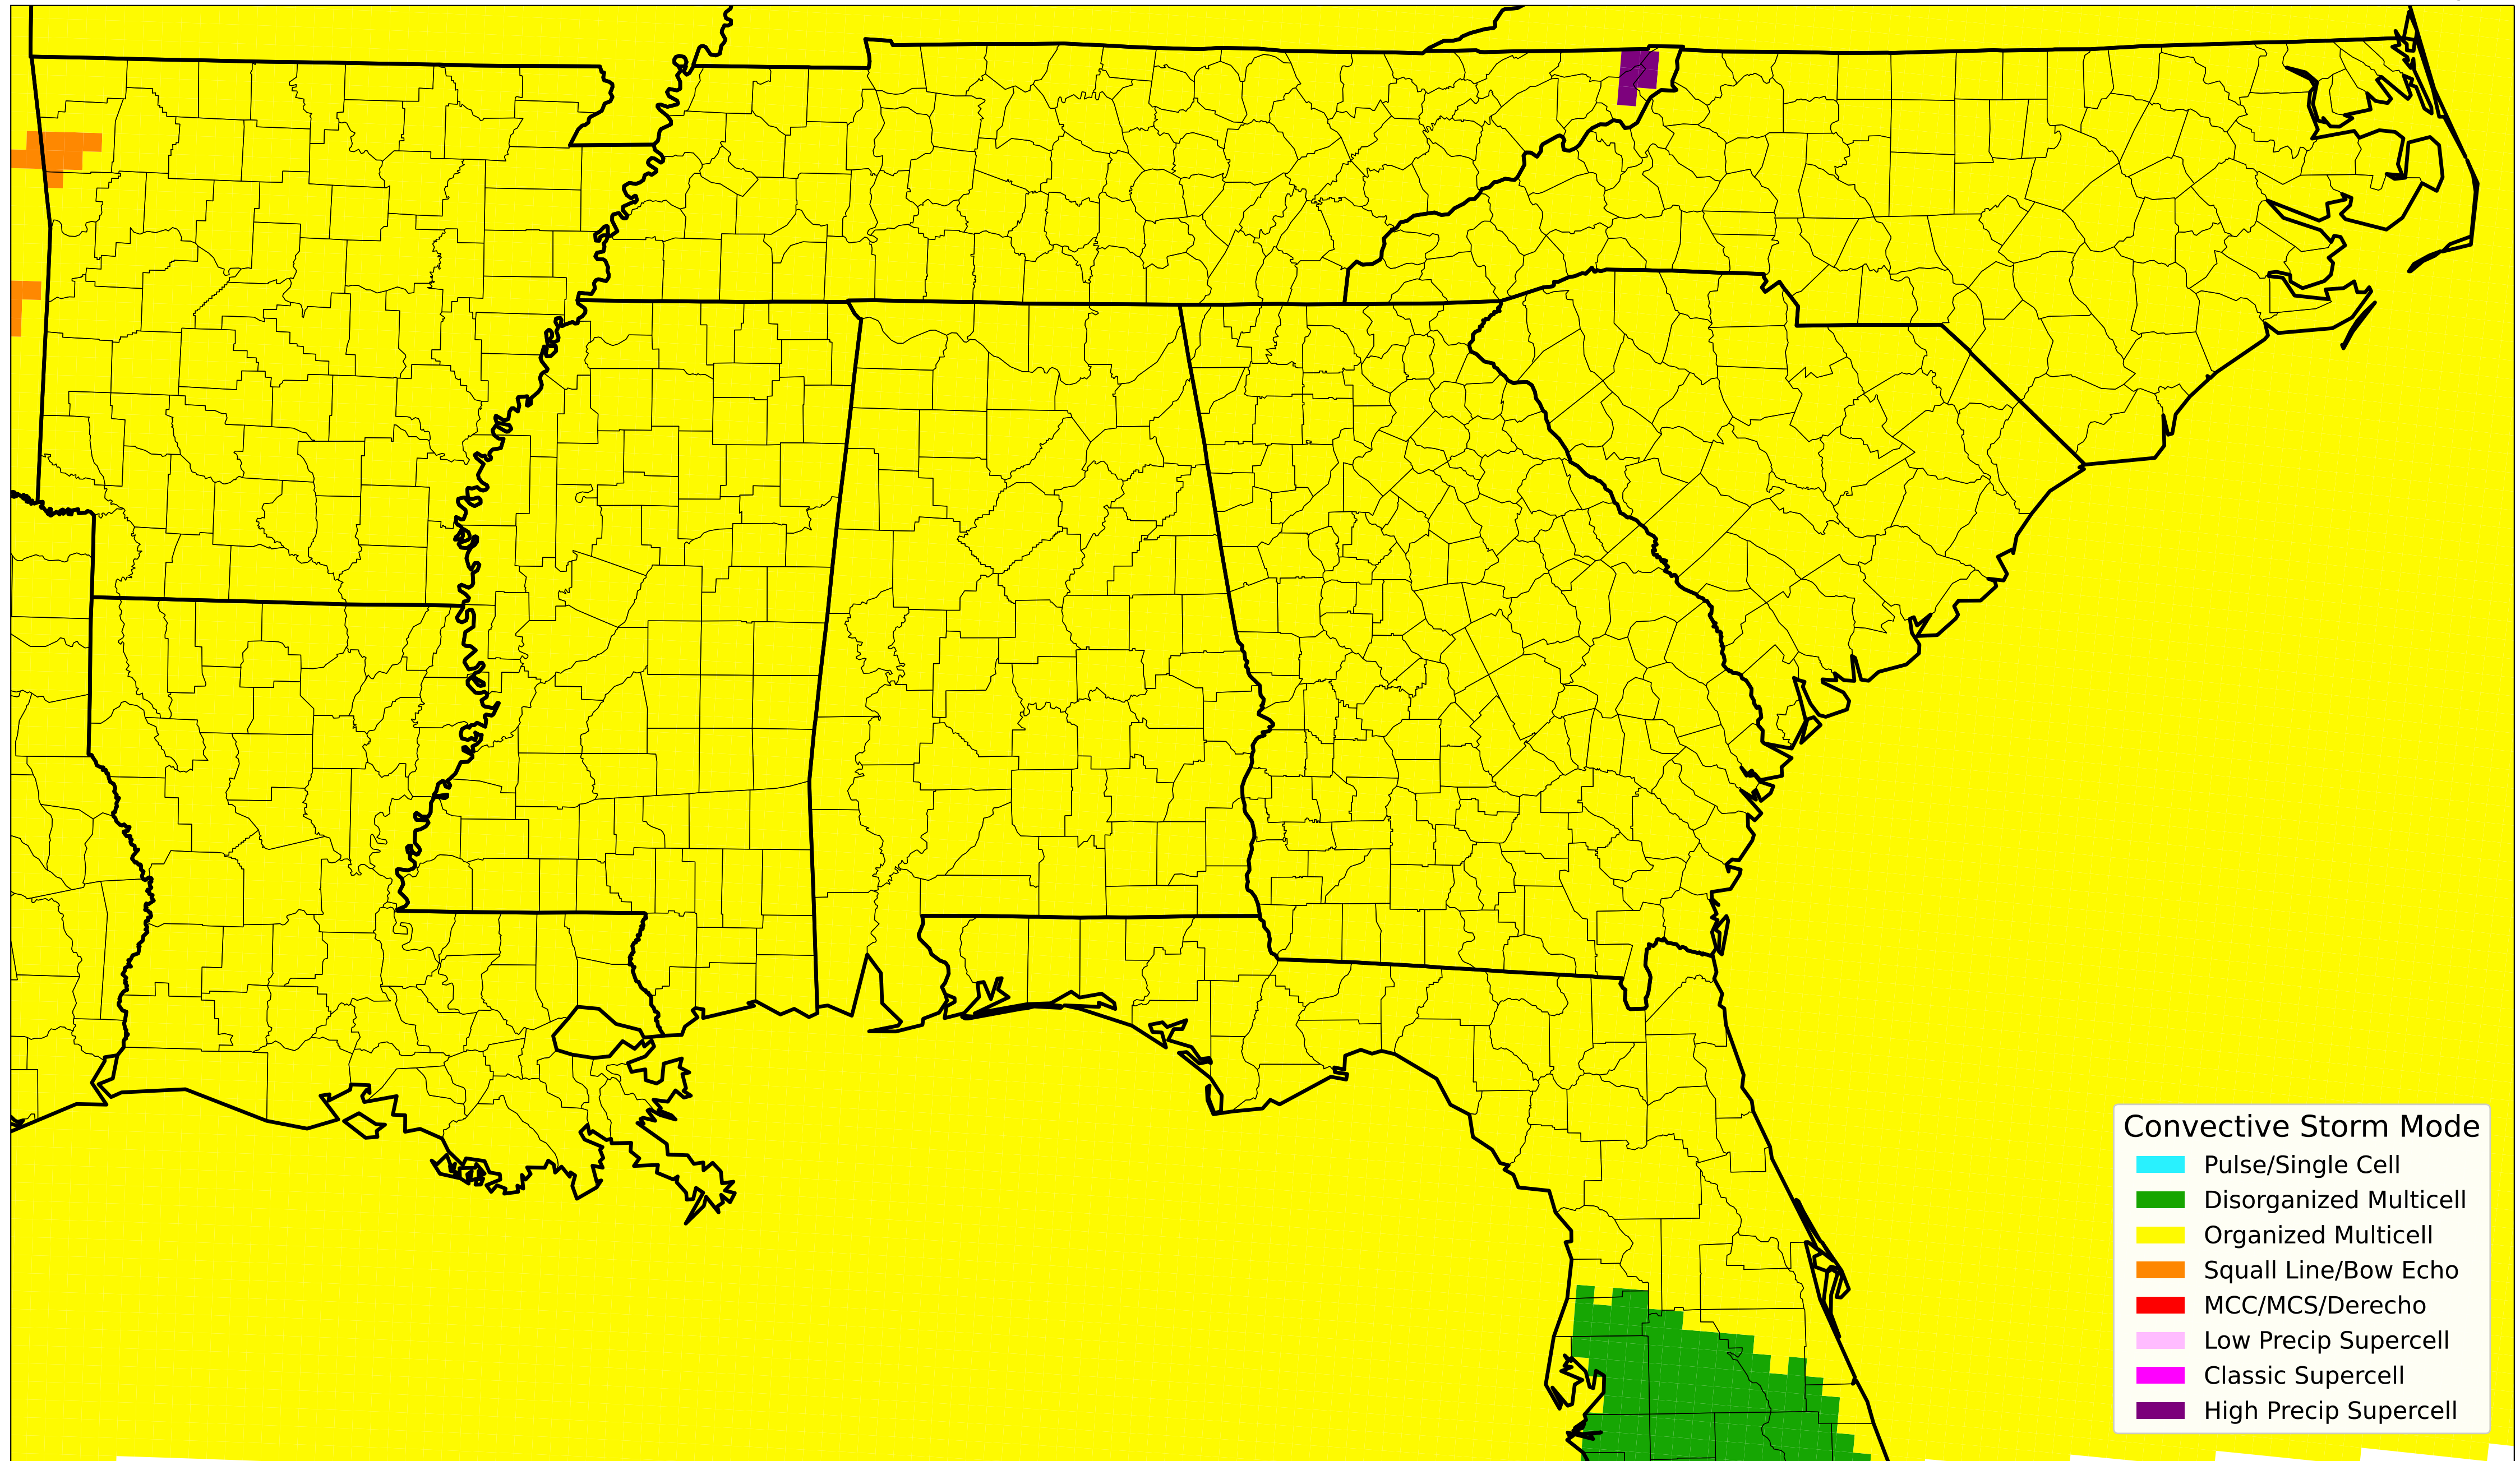 Convective Storm Mode
Pulse/Single Cell
Disorganized Multicell
Organized Multicell
Squall Line/Bow Echo
MCC/MCS/Derecho
Low Precip Supercell
Classic Supercell
High Precip Supercell